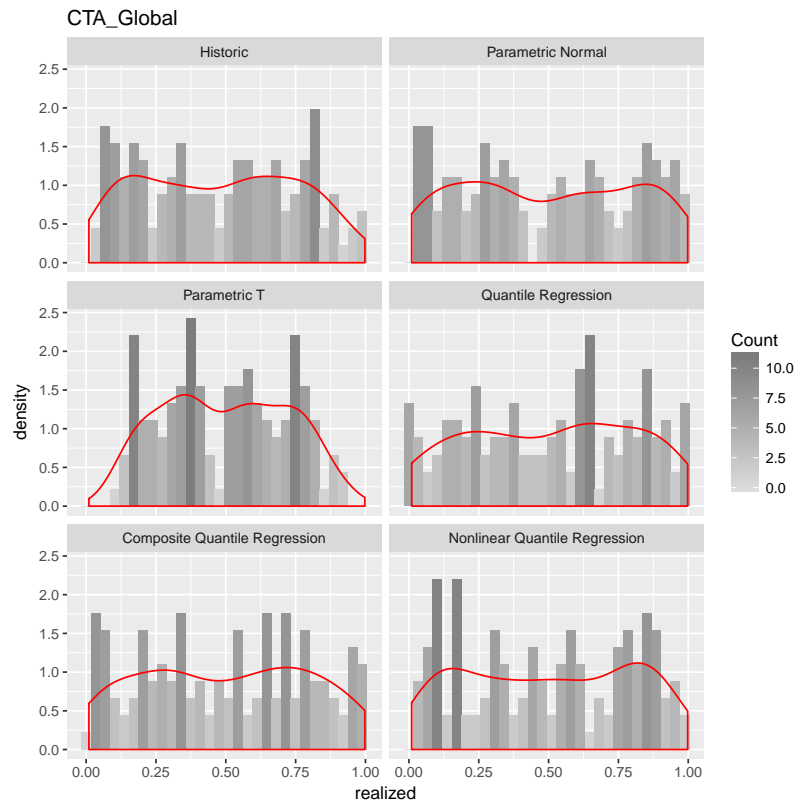 CTA_Global
Historic
Parametric Normal
2.5
2.0
1.5
1.0
0.5
0.0
Parametric T
Quantile Regression
2.5
2.0
1.5
1.0
0.5
0.0
density
Count
10.0
7.5
5.0
2.5
0.0
Composite Quantile Regression
Nonlinear Quantile Regression
2.5
2.0
1.5
1.0
0.5
0.0
0.00 0.25 0.50 0.75 1.00 0.00 0.25 0.50 0.75 1.00
realized